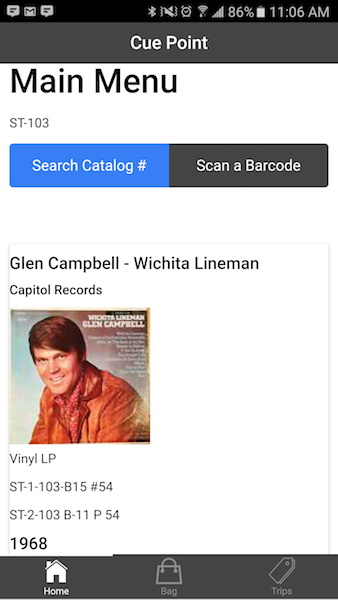 86% 11:06 AM
Cue Point
Main Menu
ST-103
Search Catalog #
Scan a Barcode
Glen Campbell - Wichita Lineman
Capitol Records
WICHITA LINEMAN
GLEN CAMPBELL
Vinyl LP
ST-1-103-B15 #54
ST-2-103 B-11 P 54
1968
Home
Bag
Trips